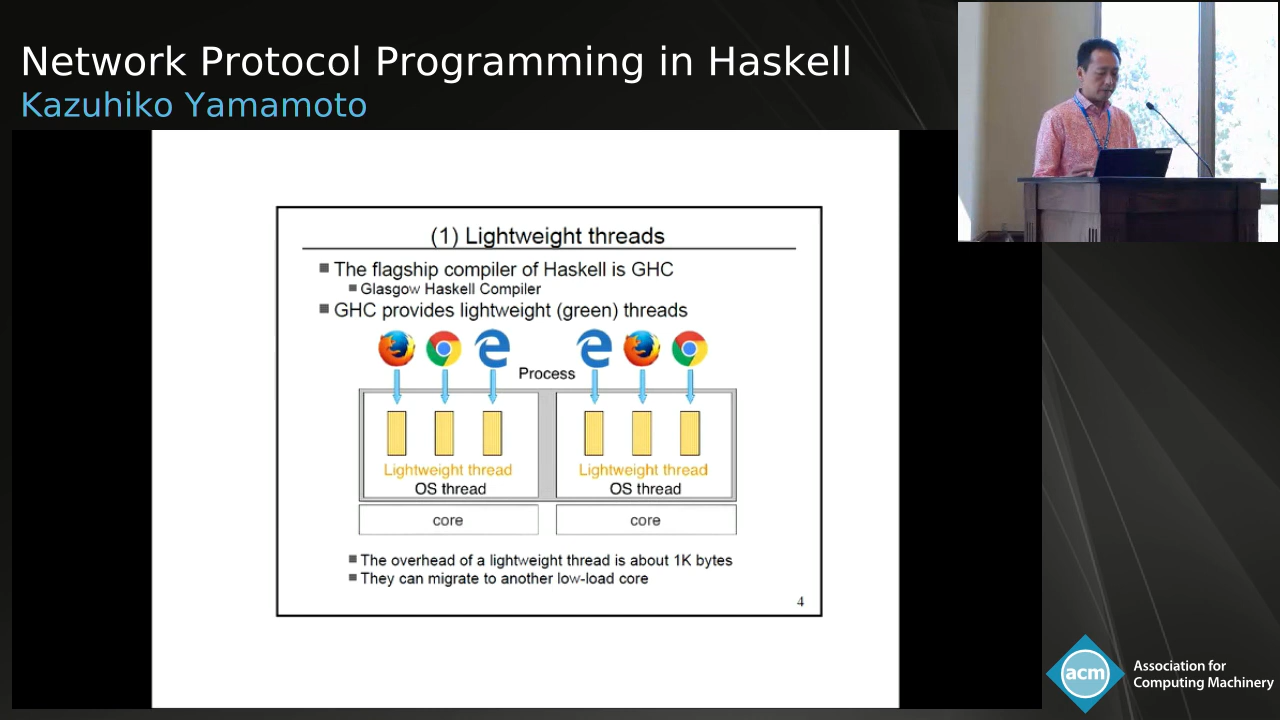 Network Protocol Programming in Haskell
Kazuhiko Yamamoto
(1) Lightweight threads
The flagship compiler of Haskell is GHC
Glasgow Haskell Compiler
GHC provides lightweight (green) threads
Process
Lightweight thread
OS thread
core
Lightweight thread
OS thread
core
The overhead of a lightweight thread is about 1K bytes
They can migrate to another low-load core
4
acm
Association for
Computing Machinery